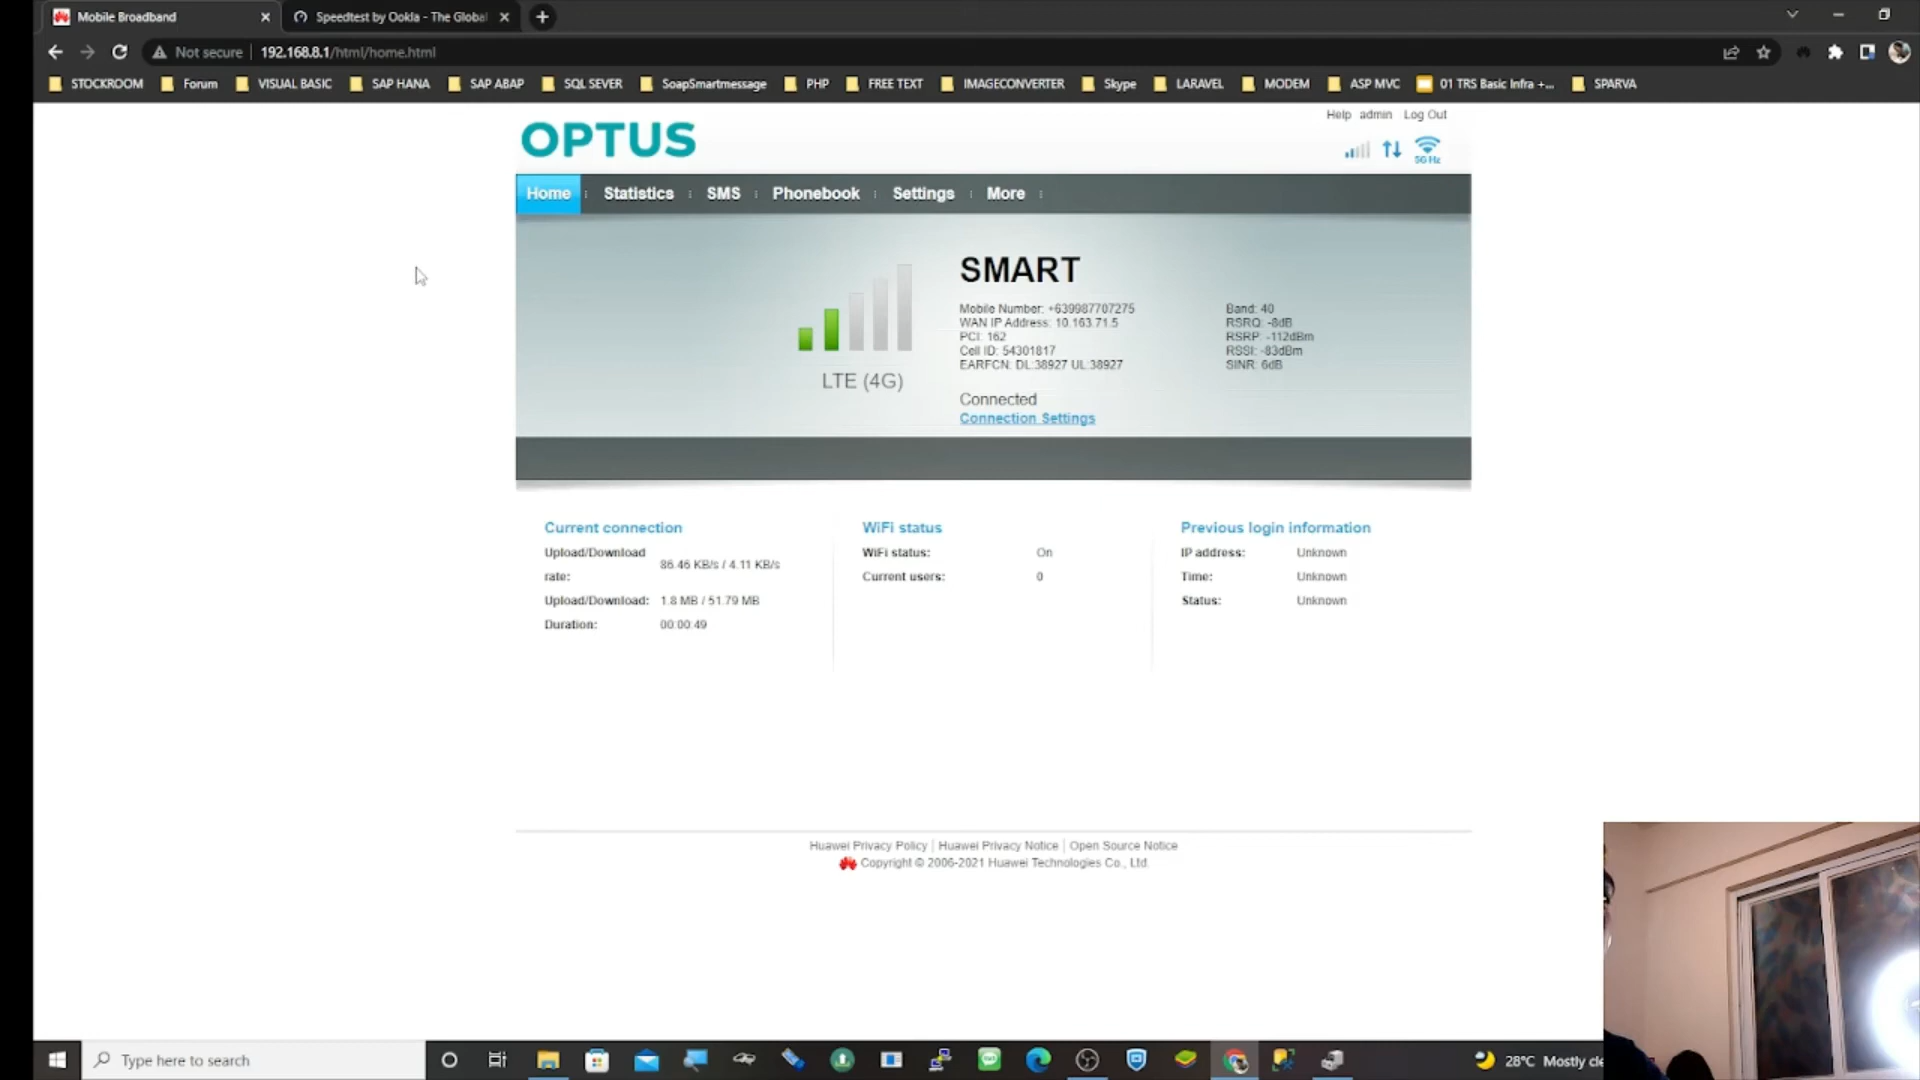 Mobile Broadband
Speedtest by Ookla - The Global
Not secure
192.168.8.1/html/home.html
STOCKROOM Forum VISUAL BASIC SAP HANA SAP ABAP SQL SEVER SoapSmartmessage PHP FREE TEXT IMAGECONVERTER Skype LARAVEL MODEM ASP MVC 01 TRS Basic Infra +... SPARVA
Help admin Log Out
OPTUS
5G Hz
Home Statistics SMS Phonebook Settings More
SMART
Mobile Number: +639987707275
WAN IP Address: 10.163.71.5
PCI: 162
Cell ID: 54301817
EARFCN: DL:38927 UL:38927
Band: 40
RSRQ: -8dB
RSRP: -112dBm
RSSI: -83dBm
SINR: 6dB
LTE (4G)
Connected
Connection Settings
Current connection
Upload/Download rate: 86.46 KB/s / 4.11 KB/s
Upload/Download: 1.8 MB / 51.79 MB
Duration: 00:00:49
WiFi status
WiFi status: On
Current users: 0
Previous login information
IP address: Unknown
Time: Unknown
Status: Unknown
Huawei Privacy Policy | Huawei Privacy Notice | Open Source Notice
Copyright © 2006-2021 Huawei Technologies Co., Ltd.
Type here to search
28°C Mostly cle